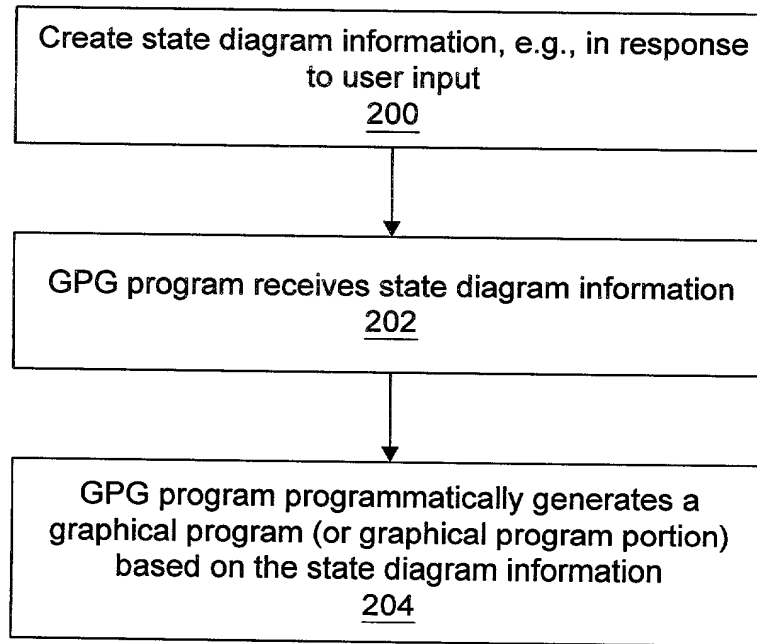 Create state diagram information, e.g., in response
to user input
200
GPG program receives state diagram information
202
GPG program programmatically generates a
graphical program (or graphical program portion)
based on the state diagram information
204